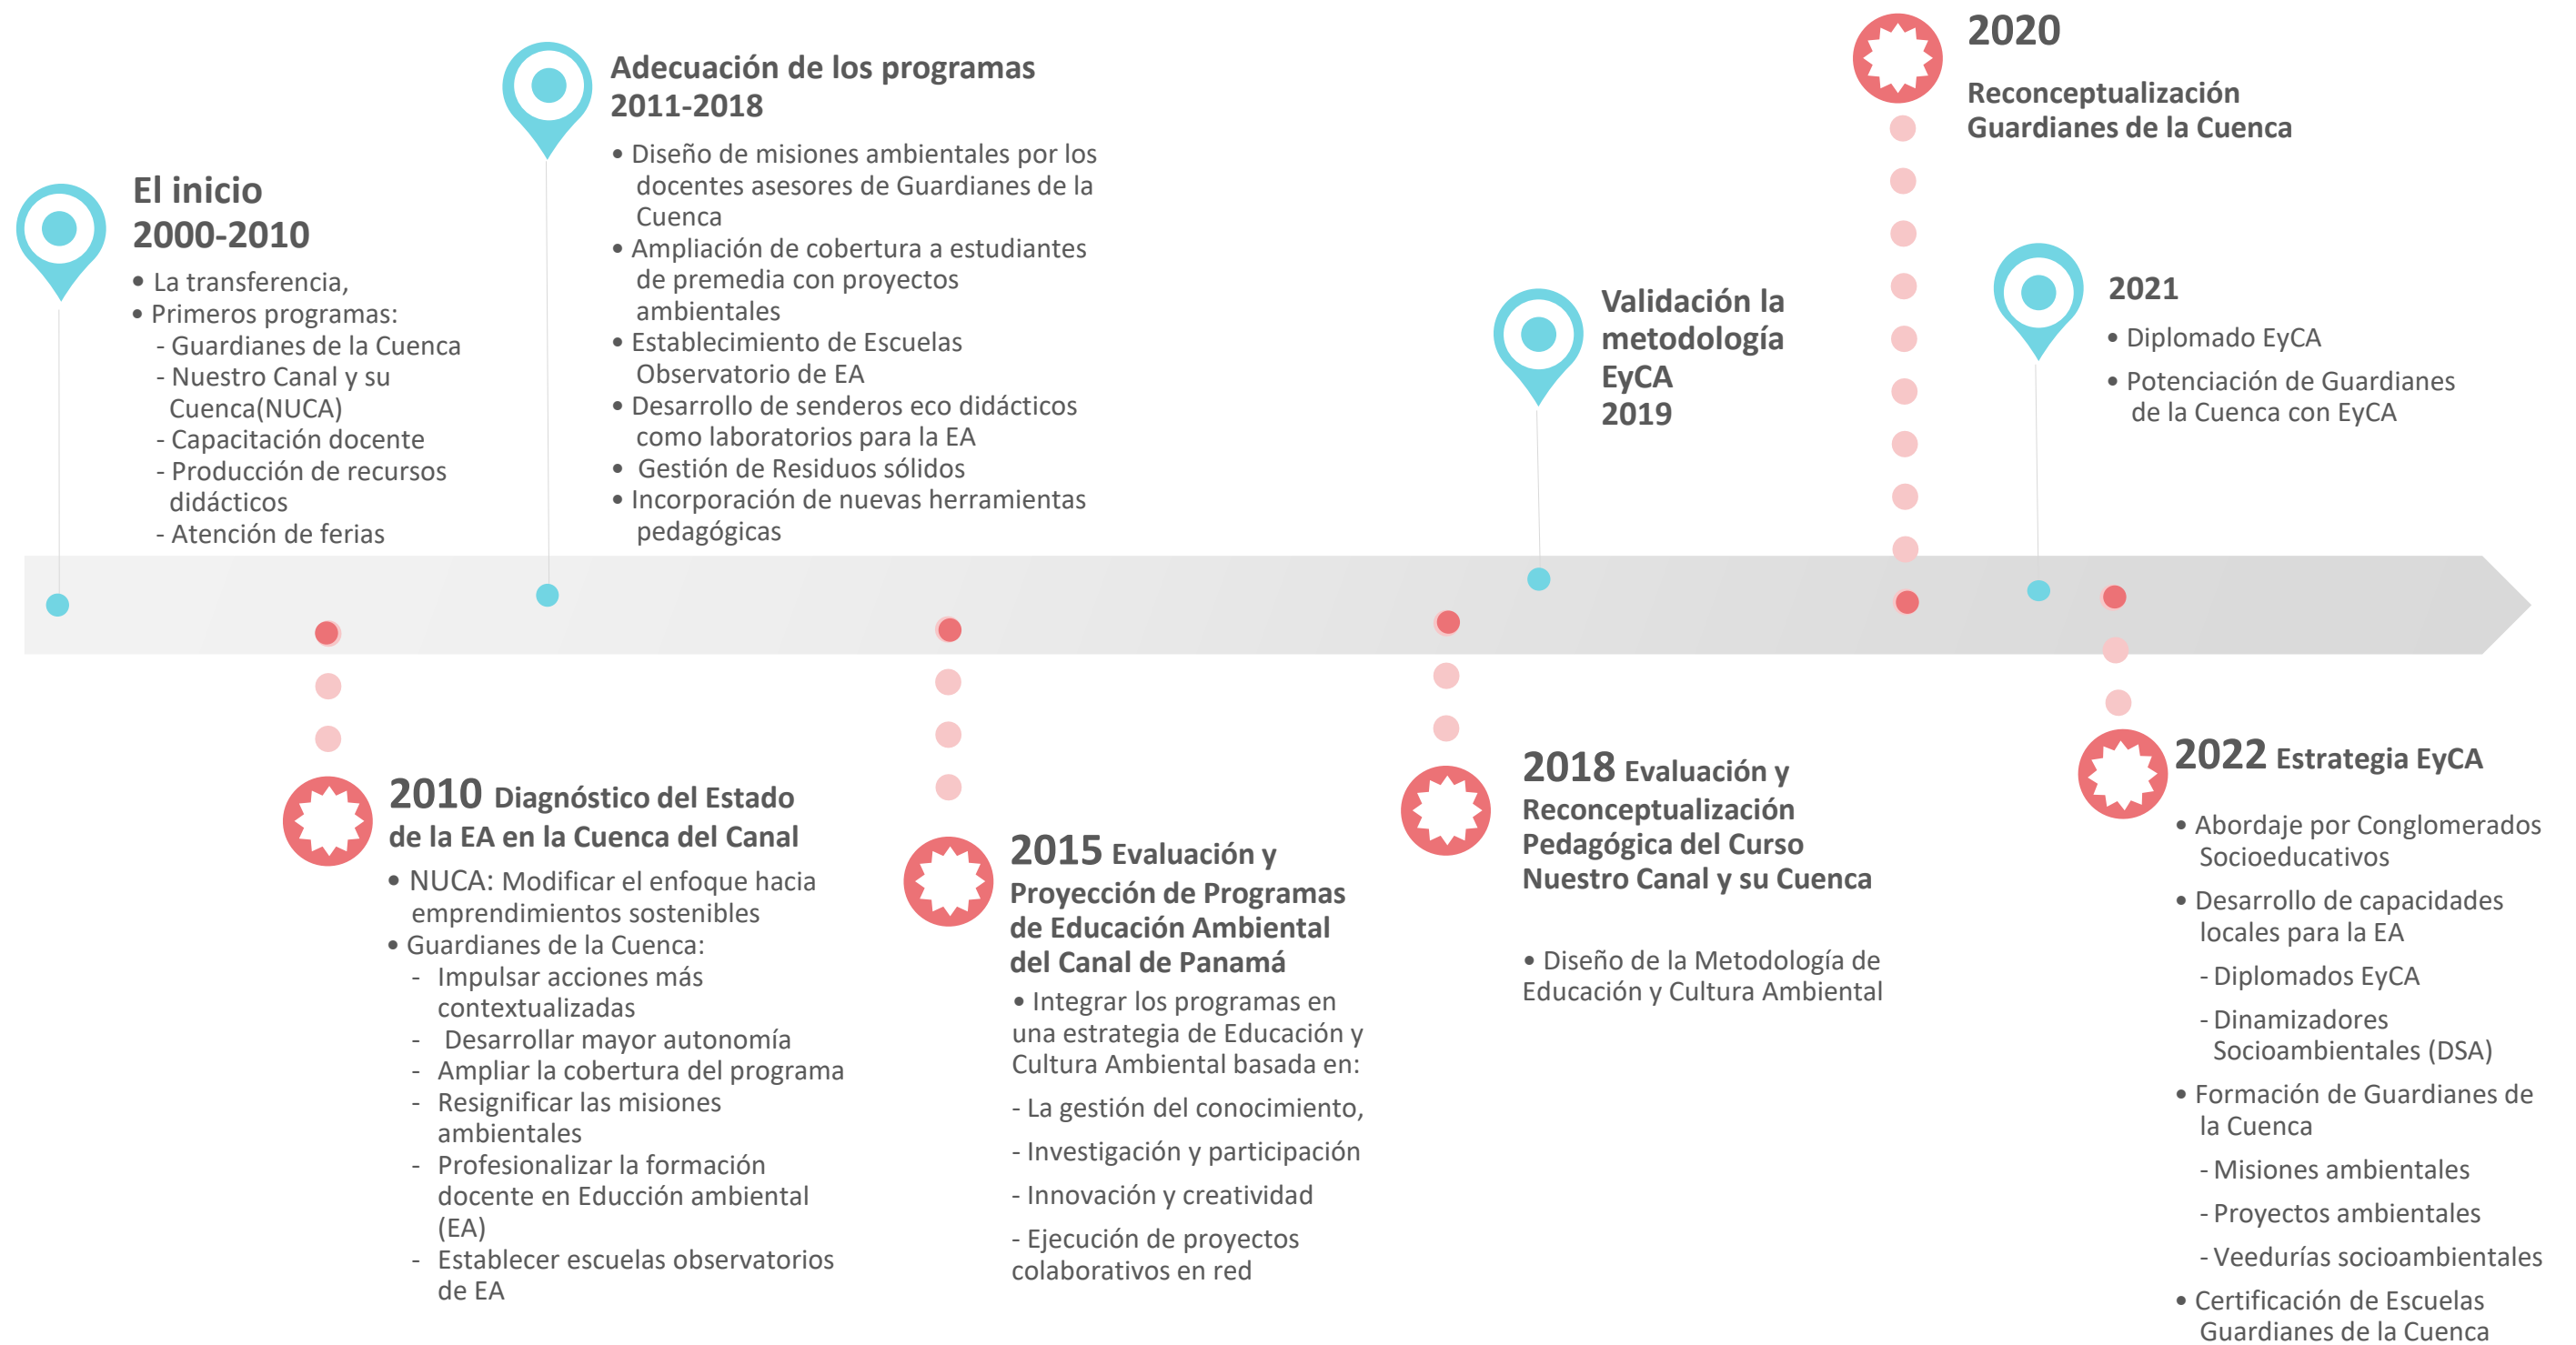 El inicio
2000-2010
• La transferencia,
• Primeros programas:
- Guardianes de la Cuenca
- Nuestro Canal y su
Cuenca(NUCA)
- Capacitación docente
- Producción de recursos
didácticos
- Atención de ferias
Adecuación de los programas
2011-2018
• Diseño de misiones ambientales por los
docentes asesores de Guardianes de la
Cuenca
• Ampliación de cobertura a estudiantes
de premedia con proyectos
ambientales
• Establecimiento de Escuelas
Observatorio de EA
• Desarrollo de senderos eco didácticos
como laboratorios para la EA
• Gestión de Residuos sólidos
• Incorporación de nuevas herramientas
pedagógicas
Validación la
metodología
EyCA
2019
2020
Reconceptualización
Guardianes de la Cuenca
2021
• Diplomado EyCA
• Potenciación de Guardianes
de la Cuenca con EyCA
2010 Diagnóstico del Estado
de la EA en la Cuenca del Canal
• NUCA: Modificar el enfoque hacia
emprendimientos sostenibles
• Guardianes de la Cuenca:
- Impulsar acciones más
contextualizadas
- Desarrollar mayor autonomía
- Ampliar la cobertura del programa
- Resignificar las misiones
ambientales
- Profesionalizar la formación
docente en Educción ambiental
(EA)
- Establecer escuelas observatorios
de EA
2015 Evaluación y
Proyección de Programas
de Educación Ambiental
del Canal de Panamá
• Integrar los programas en
una estrategia de Educación y
Cultura Ambiental basada en:
- La gestión del conocimiento,
- Investigación y participación
- Innovación y creatividad
- Ejecución de proyectos
colaborativos en red
2018 Evaluación y
Reconceptualización
Pedagógica del Curso
Nuestro Canal y su Cuenca
• Diseño de la Metodología de
Educación y Cultura Ambiental
2022 Estrategia EyCA
• Abordaje por Conglomerados
Socioeducativos
• Desarrollo de capacidades
locales para la EA
- Diplomados EyCA
- Dinamizadores
Socioambientales (DSA)
• Formación de Guardianes de
la Cuenca
- Misiones ambientales
- Proyectos ambientales
- Veedurías socioambientales
• Certificación de Escuelas
Guardianes de la Cuenca